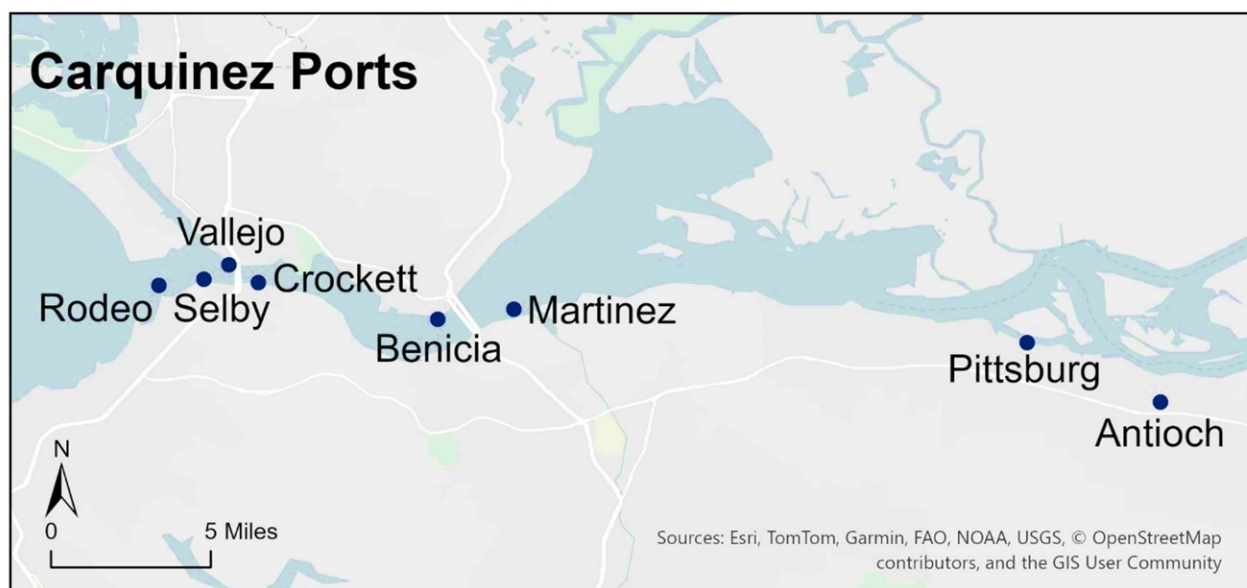 Carquinez Ports
Vallejo
Crockett
Rodeo
Selby
Martinez
Benicia
Pittsburg
Antioch
N
0 5 Miles
Sources: Esri, TomTom, Garmin, FAO, NOAA, USGS, © OpenStreetMap
contributors, and the GIS User Community